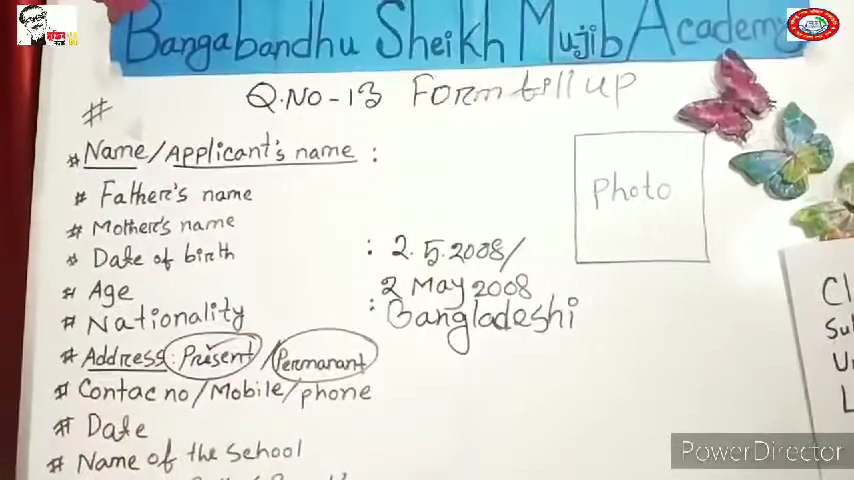 Bangabandhu Sheikh Mujib Academy
Q.No-13 Form fill up
#
# Name/Applicant's name :
Photo
# Father's name
# Mother's name
# Date of birth : 2.5.2008/
# Age 2 May 2008
# Nationality : Bangladeshi
# Address: Present/Permanant
# Contac no/Mobile/phone
# Date
# Name of the school
PowerDirector